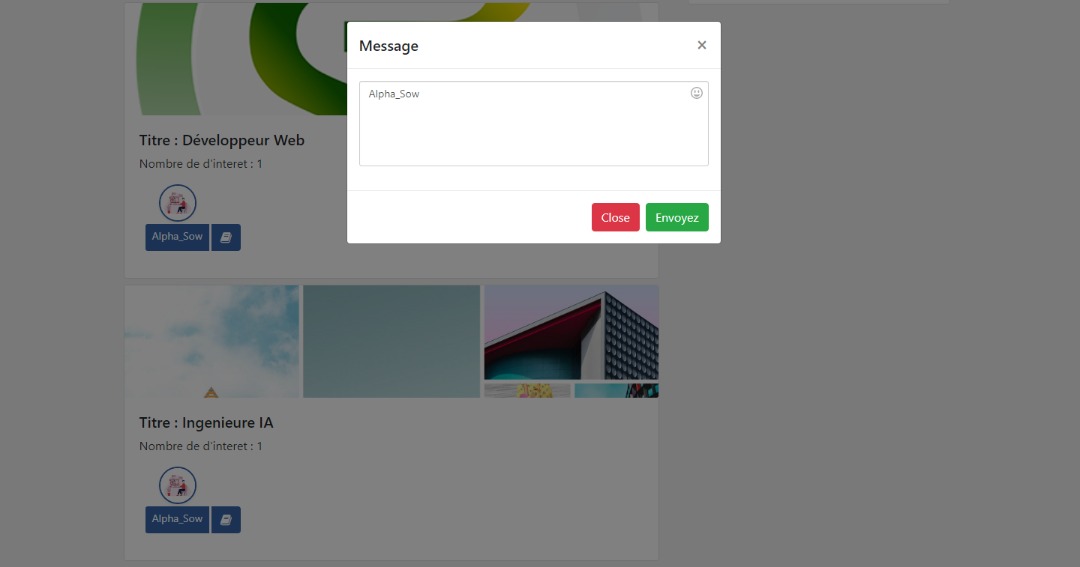 Message
×
Alpha_Sow
Close
Envoyez
Titre : Développeur Web
Nombre de d'interet : 1
Alpha_Sow
Titre : Ingenieure IA
Nombre de d'interet : 1
Alpha_Sow